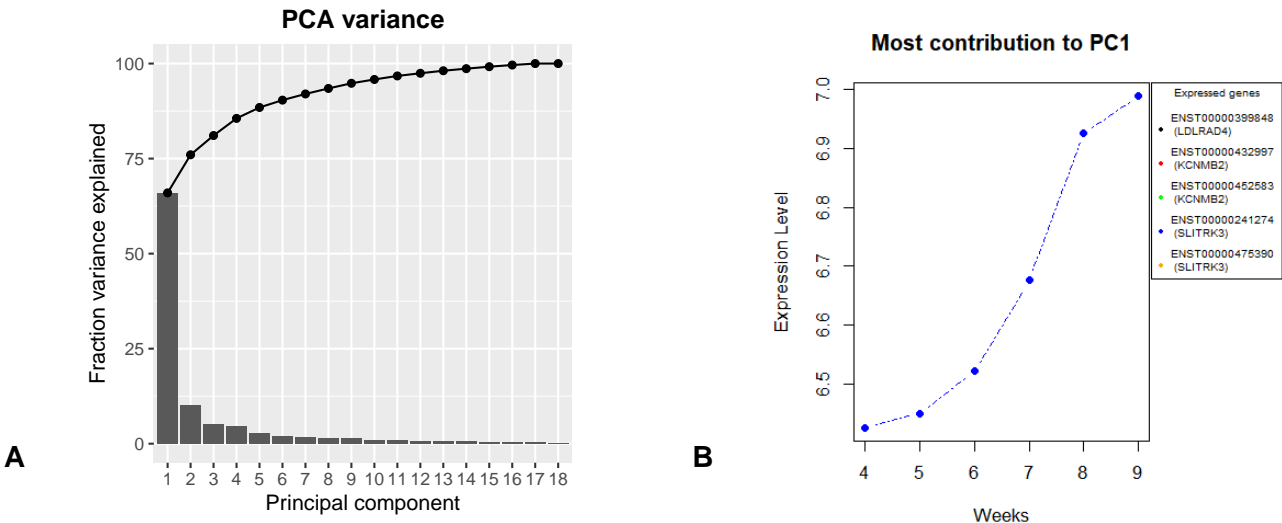 PCA variance
100
75
50
25
0
Fraction variance explained
1 2 3 4 5 6 7 8 9 10 11 12 13 14 15 16 17 18
Principal component
A
Most contribution to PC1
7.0
6.9
6.8
6.7
6.6
6.5
Expression Level
4 5 6 7 8 9
Weeks
Expressed genes
ENST00000399848
(LDLRAD4)
ENST00000432997
(KCNMB2)
ENST00000452583
(KCNMB2)
ENST00000241274
(SLITRK3)
ENST00000475390
(SLITRK3)
B